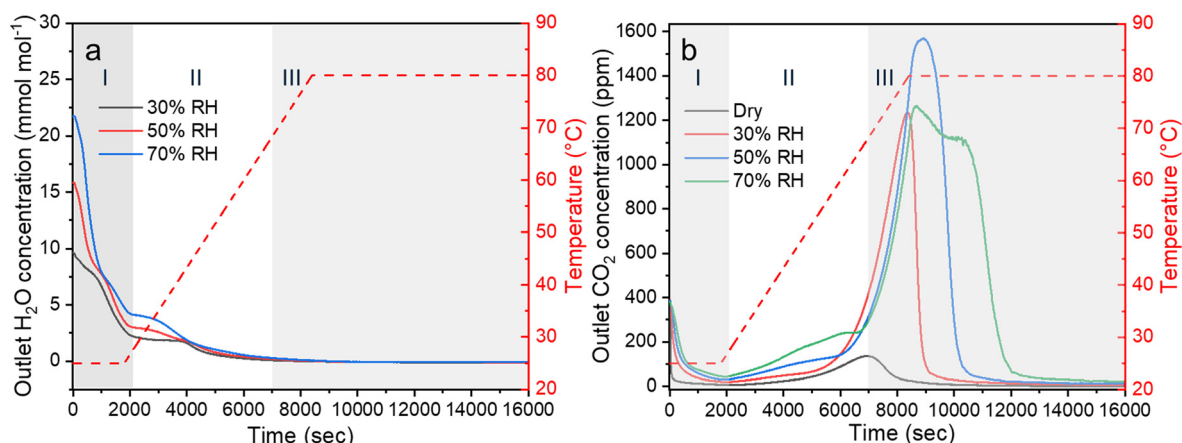 a
I
II
III
30% RH
50% RH
70% RH
Outlet H₂O concentration (mmol mol⁻¹)
30
25
20
15
10
5
0
Temperature (°C)
90
80
70
60
50
40
30
20
0 2000 4000 6000 8000 10000 12000 14000 16000
Time (sec)
b
I
II
III
Dry
30% RH
50% RH
70% RH
Outlet CO₂ concentration (ppm)
1600
1400
1200
1000
800
600
400
200
0
Temperature (°C)
90
80
70
60
50
40
30
20
0 2000 4000 6000 8000 10000 12000 14000 16000
Time (sec)